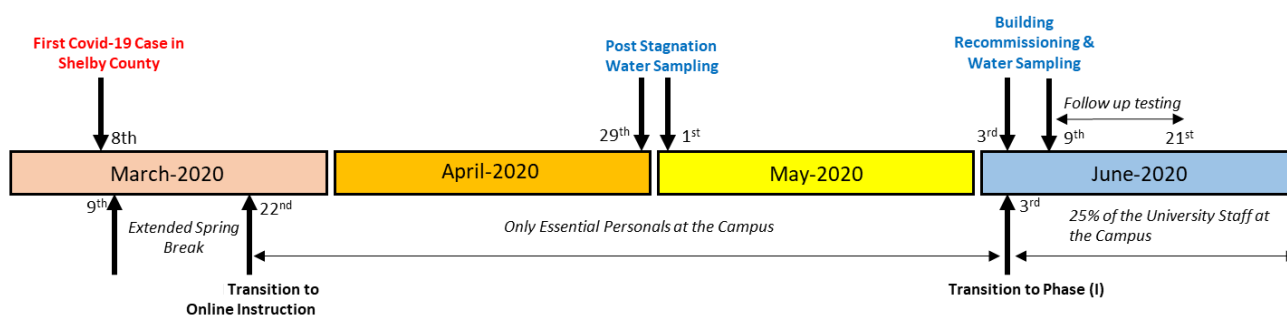 First Covid-19 Case in
Shelby County
Post Stagnation
Water Sampling
Building
Recommissioning &
Water Sampling
Follow up testing
8th
29th
1st
3rd
9th
21st
March-2020
April-2020
May-2020
June-2020
9th
Extended Spring
Break
22nd
Only Essential Personals at the Campus
3rd
25% of the University Staff at
the Campus
Transition to
Online Instruction
Transition to Phase (I)